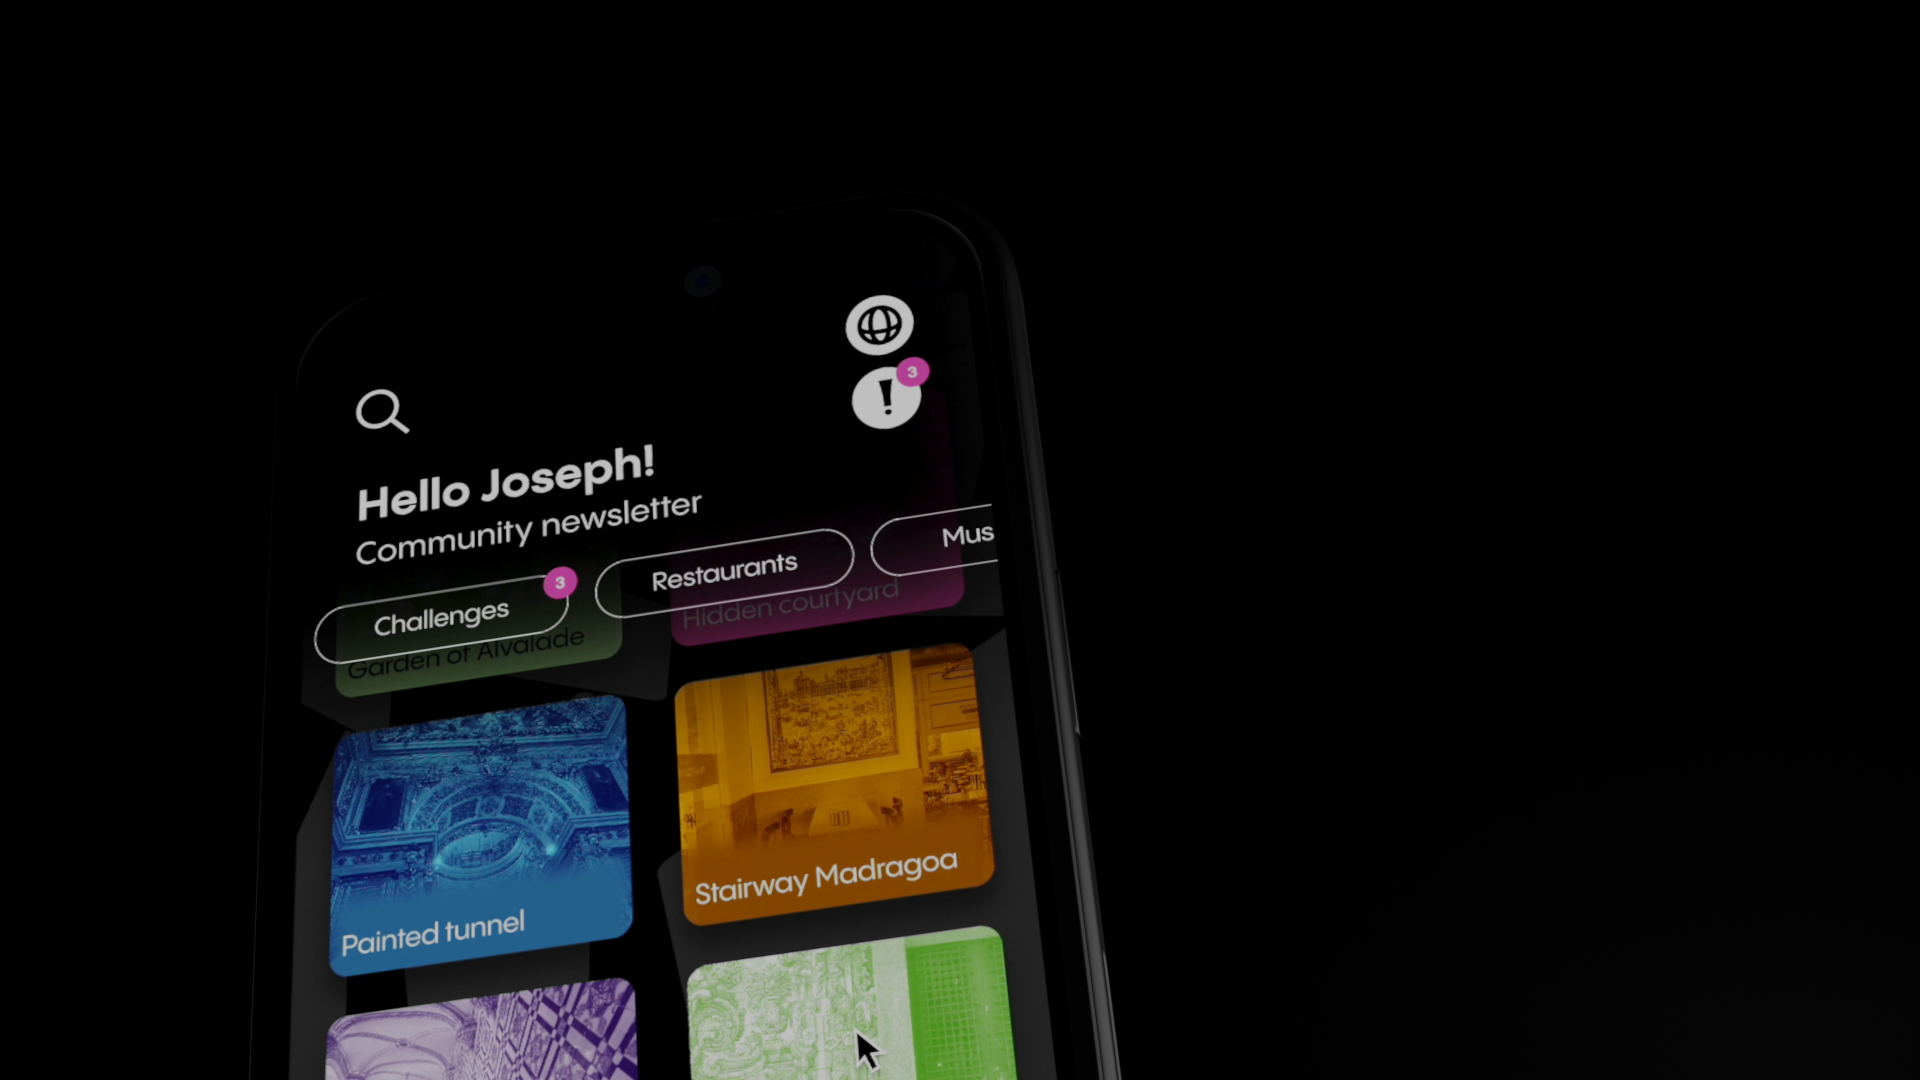 3
Hello Joseph!
Community newsletter
Challenges
3
Restaurants
Mus
Garden of Alvalade
Hidden courtyard
Painted tunnel
Stairway Madragoa